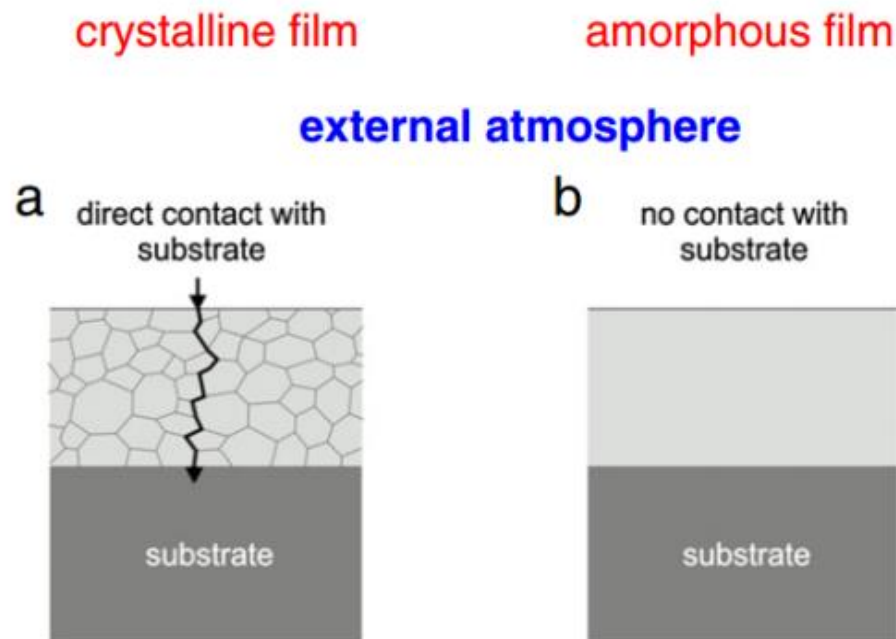 crystalline film
amorphous film
external atmosphere
a
direct contact with
substrate
b
no contact with
substrate
substrate
substrate